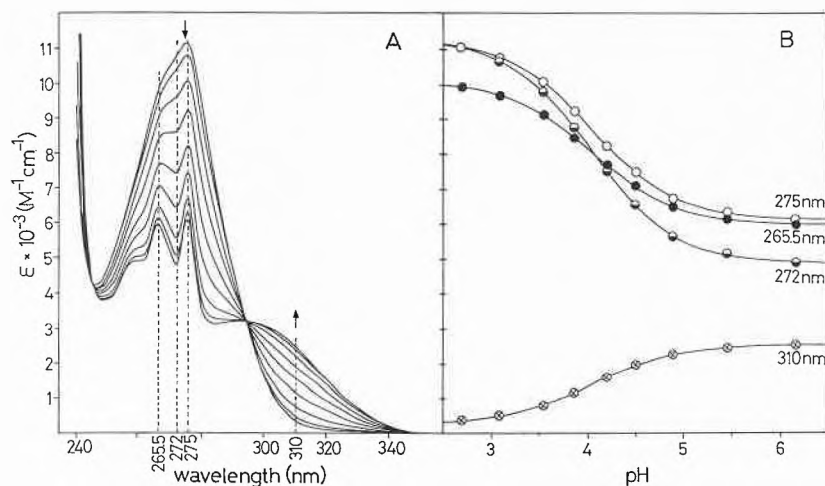 A
11
10
9
8
7
6
5
4
3
2
1
ε × 10⁻³ (M⁻¹cm⁻¹)
240
265.5
272
275
300
310
320
340
wavelength (nm)
B
275nm
265.5nm
272nm
310nm
3
4
5
6
pH